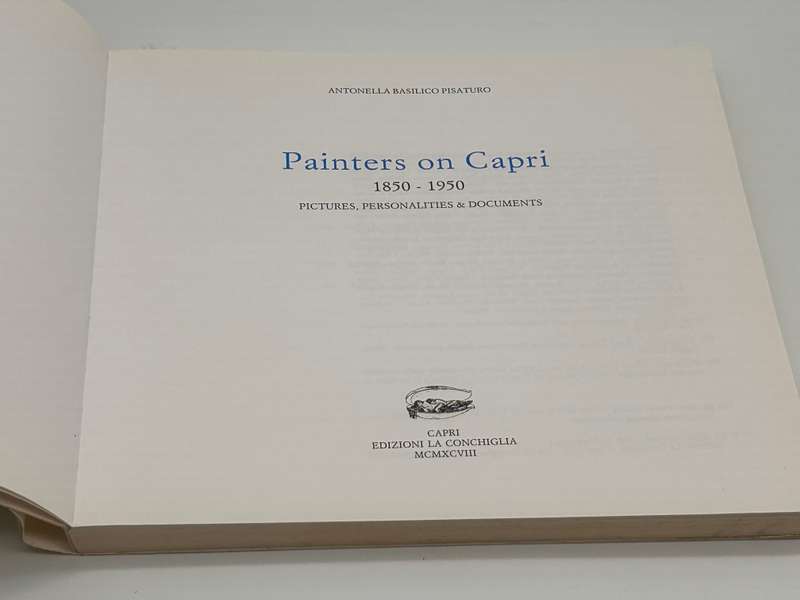 ANTONELLA BASILICO PISATURO
Painters on Capri
1850 - 1950
PICTURES, PERSONALITIES & DOCUMENTS
CAPRI
EDIZIONI LA CONCHIGLIA
MCMXCVIII